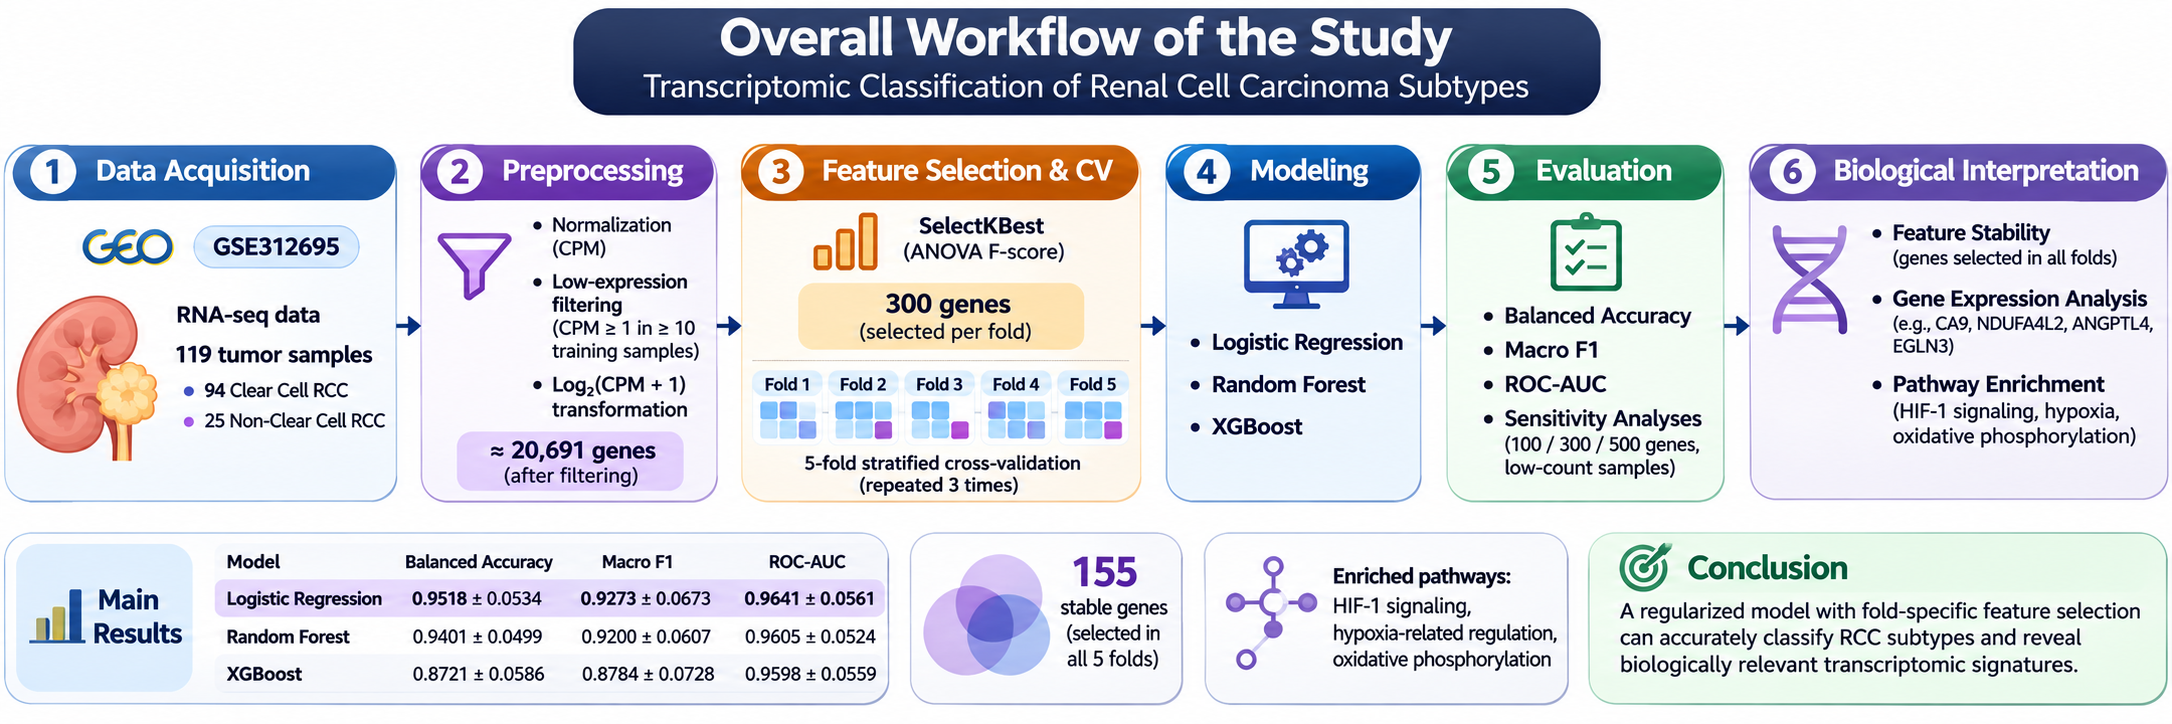 Overall Workflow of the Study
Transcriptomic Classification of Renal Cell Carcinoma Subtypes
1 Data Acquisition
GEO GSE312695
RNA-seq data
119 tumor samples
• 94 Clear Cell RCC
• 25 Non-Clear Cell RCC
2 Preprocessing
• Normalization
(CPM)
• Low-expression
filtering
(CPM ≥ 1 in ≥ 10
training samples)
• Log₂(CPM + 1)
transformation
≈ 20,691 genes
(after filtering)
3 Feature Selection & CV
SelectKBest
(ANOVA F-score)
300 genes
(selected per fold)
Fold 1 Fold 2 Fold 3 Fold 4 Fold 5
5-fold stratified cross-validation
(repeated 3 times)
4 Modeling
• Logistic Regression
• Random Forest
• XGBoost
5 Evaluation
• Balanced Accuracy
• Macro F1
• ROC-AUC
• Sensitivity Analyses
(100 / 300 / 500 genes,
low-count samples)
6 Biological Interpretation
• Feature Stability
(genes selected in all folds)
• Gene Expression Analysis
(e.g., CA9, NDUFA4L2, ANGPTL4,
EGLN3)
• Pathway Enrichment
(HIF-1 signaling, hypoxia,
oxidative phosphorylation)
Main
Results
Model Balanced Accuracy Macro F1 ROC-AUC
Logistic Regression 0.9518 ± 0.0534 0.9273 ± 0.0673 0.9641 ± 0.0561
Random Forest 0.9401 ± 0.0499 0.9200 ± 0.0607 0.9605 ± 0.0524
XGBoost 0.8721 ± 0.0586 0.8784 ± 0.0728 0.9598 ± 0.0559
155
stable genes
(selected in
all 5 folds)
Enriched pathways:
HIF-1 signaling,
hypoxia-related regulation,
oxidative phosphorylation
Conclusion
A regularized model with fold-specific feature selection
can accurately classify RCC subtypes and reveal
biologically relevant transcriptomic signatures.